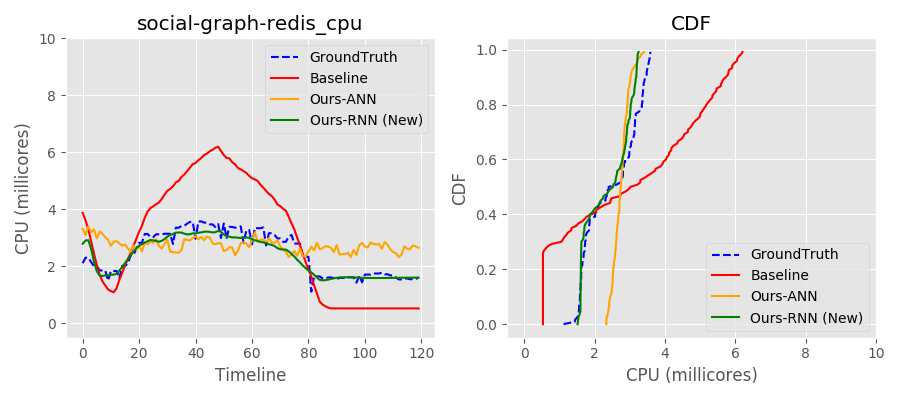 social-graph-redis_cpu
10
8
6
4
2
0
CPU (millicores)
GroundTruth
Baseline
Ours-ANN
Ours-RNN (New)
0 20 40 60 80 100 120
Timeline
CDF
1.0
0.8
0.6
0.4
0.2
0.0
CDF
GroundTruth
Baseline
Ours-ANN
Ours-RNN (New)
0 2 4 6 8 10
CPU (millicores)